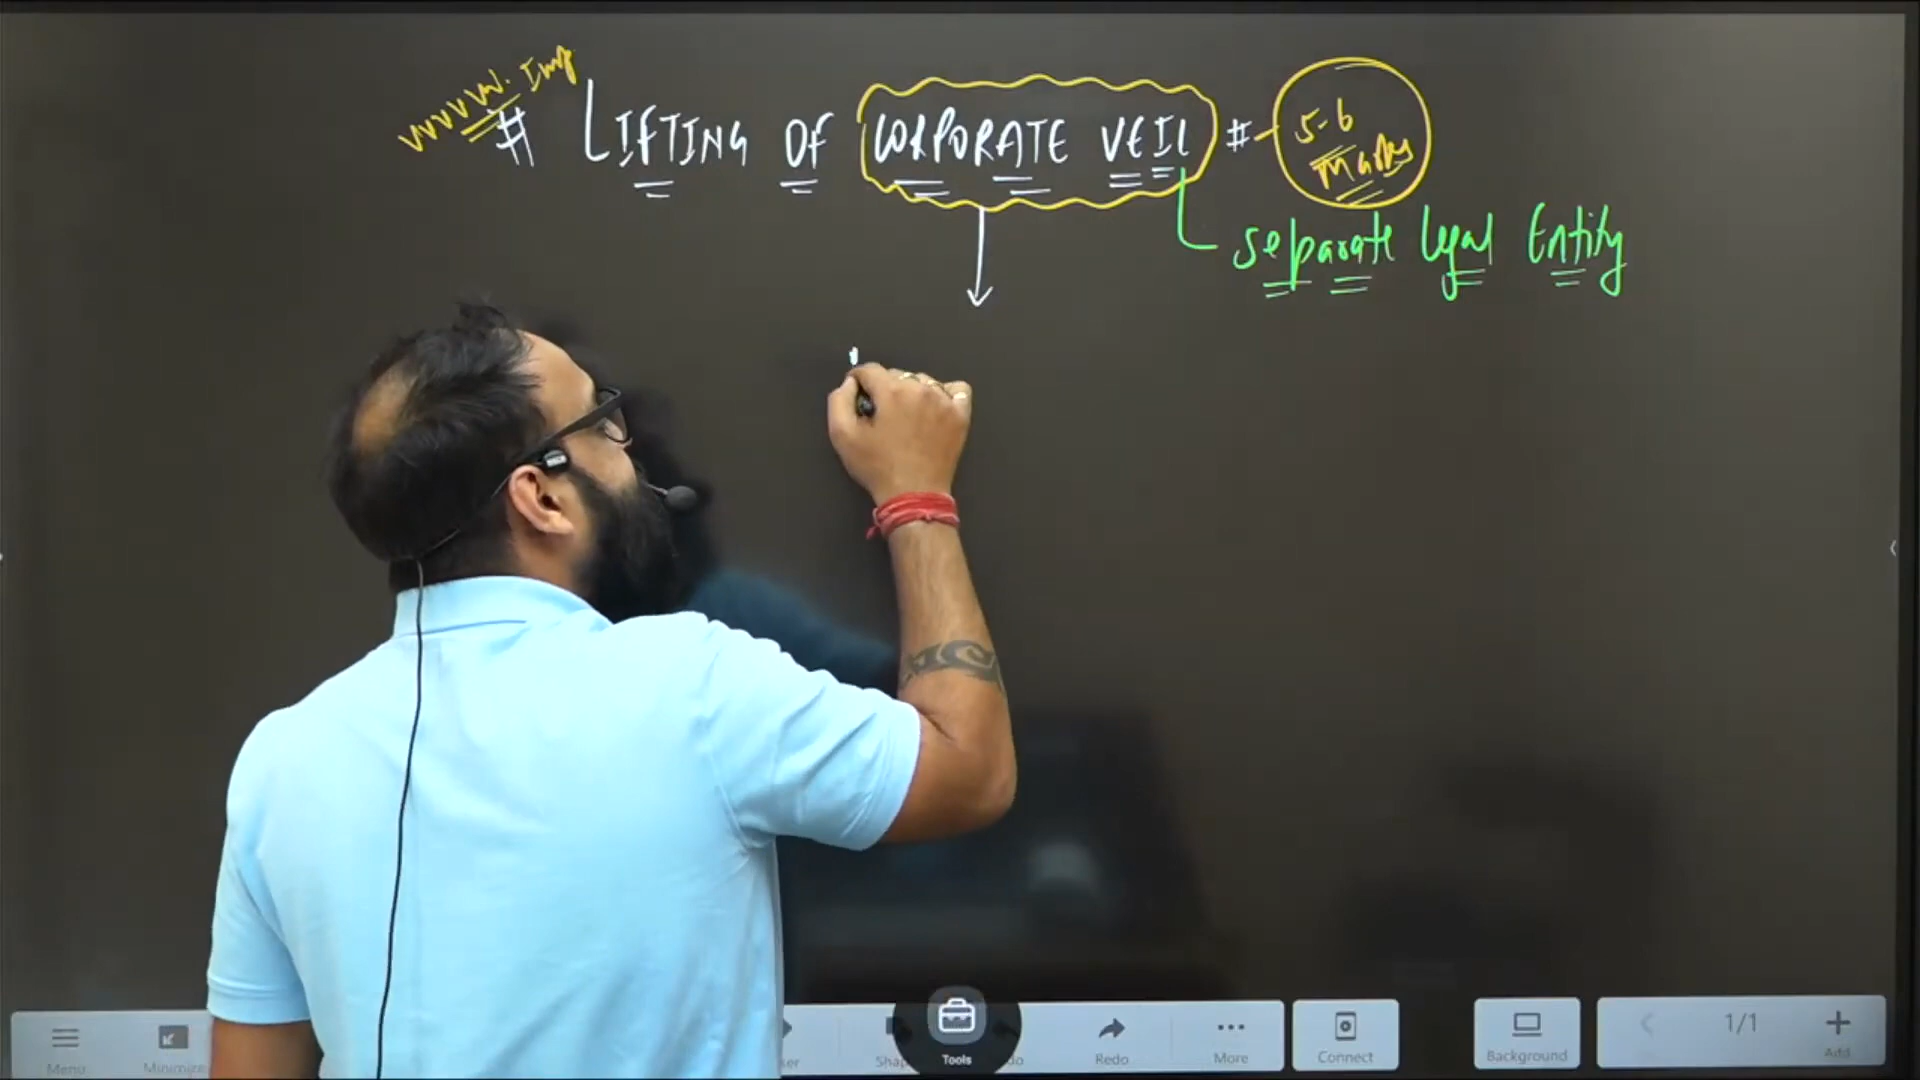 VVVVVV. Imp
# LIFTING OF CORPORATE VEIL #
5-6
Marks
Separate legal Entity
Menu
Minimize
Tools
Redo
More
Connect
Background
1/1
Add